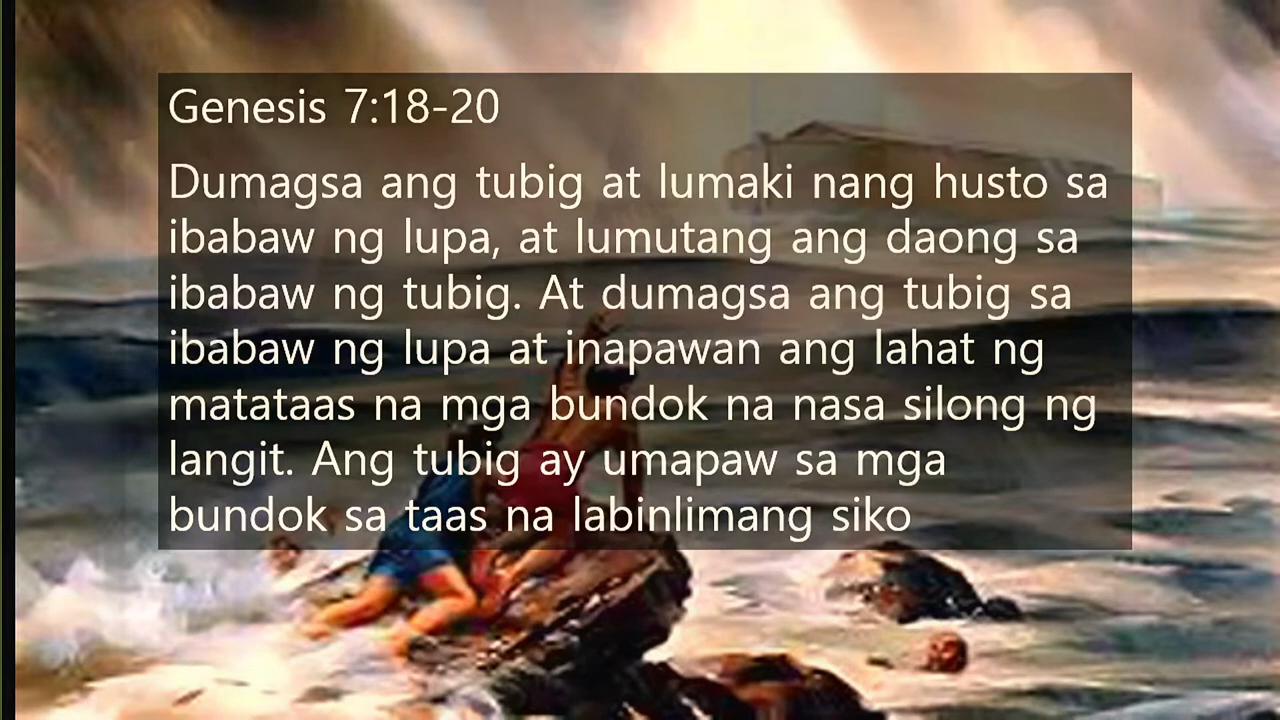 Genesis 7:18-20
Dumagsa ang tubig at lumaki nang husto sa
ibabaw ng lupa, at lumutang ang daong sa
ibabaw ng tubig. At dumagsa ang tubig sa
ibabaw ng lupa at inapawan ang lahat ng
matataas na mga bundok na nasa silong ng
langit. Ang tubig ay umapaw sa mga
bundok sa taas na labinlimang siko